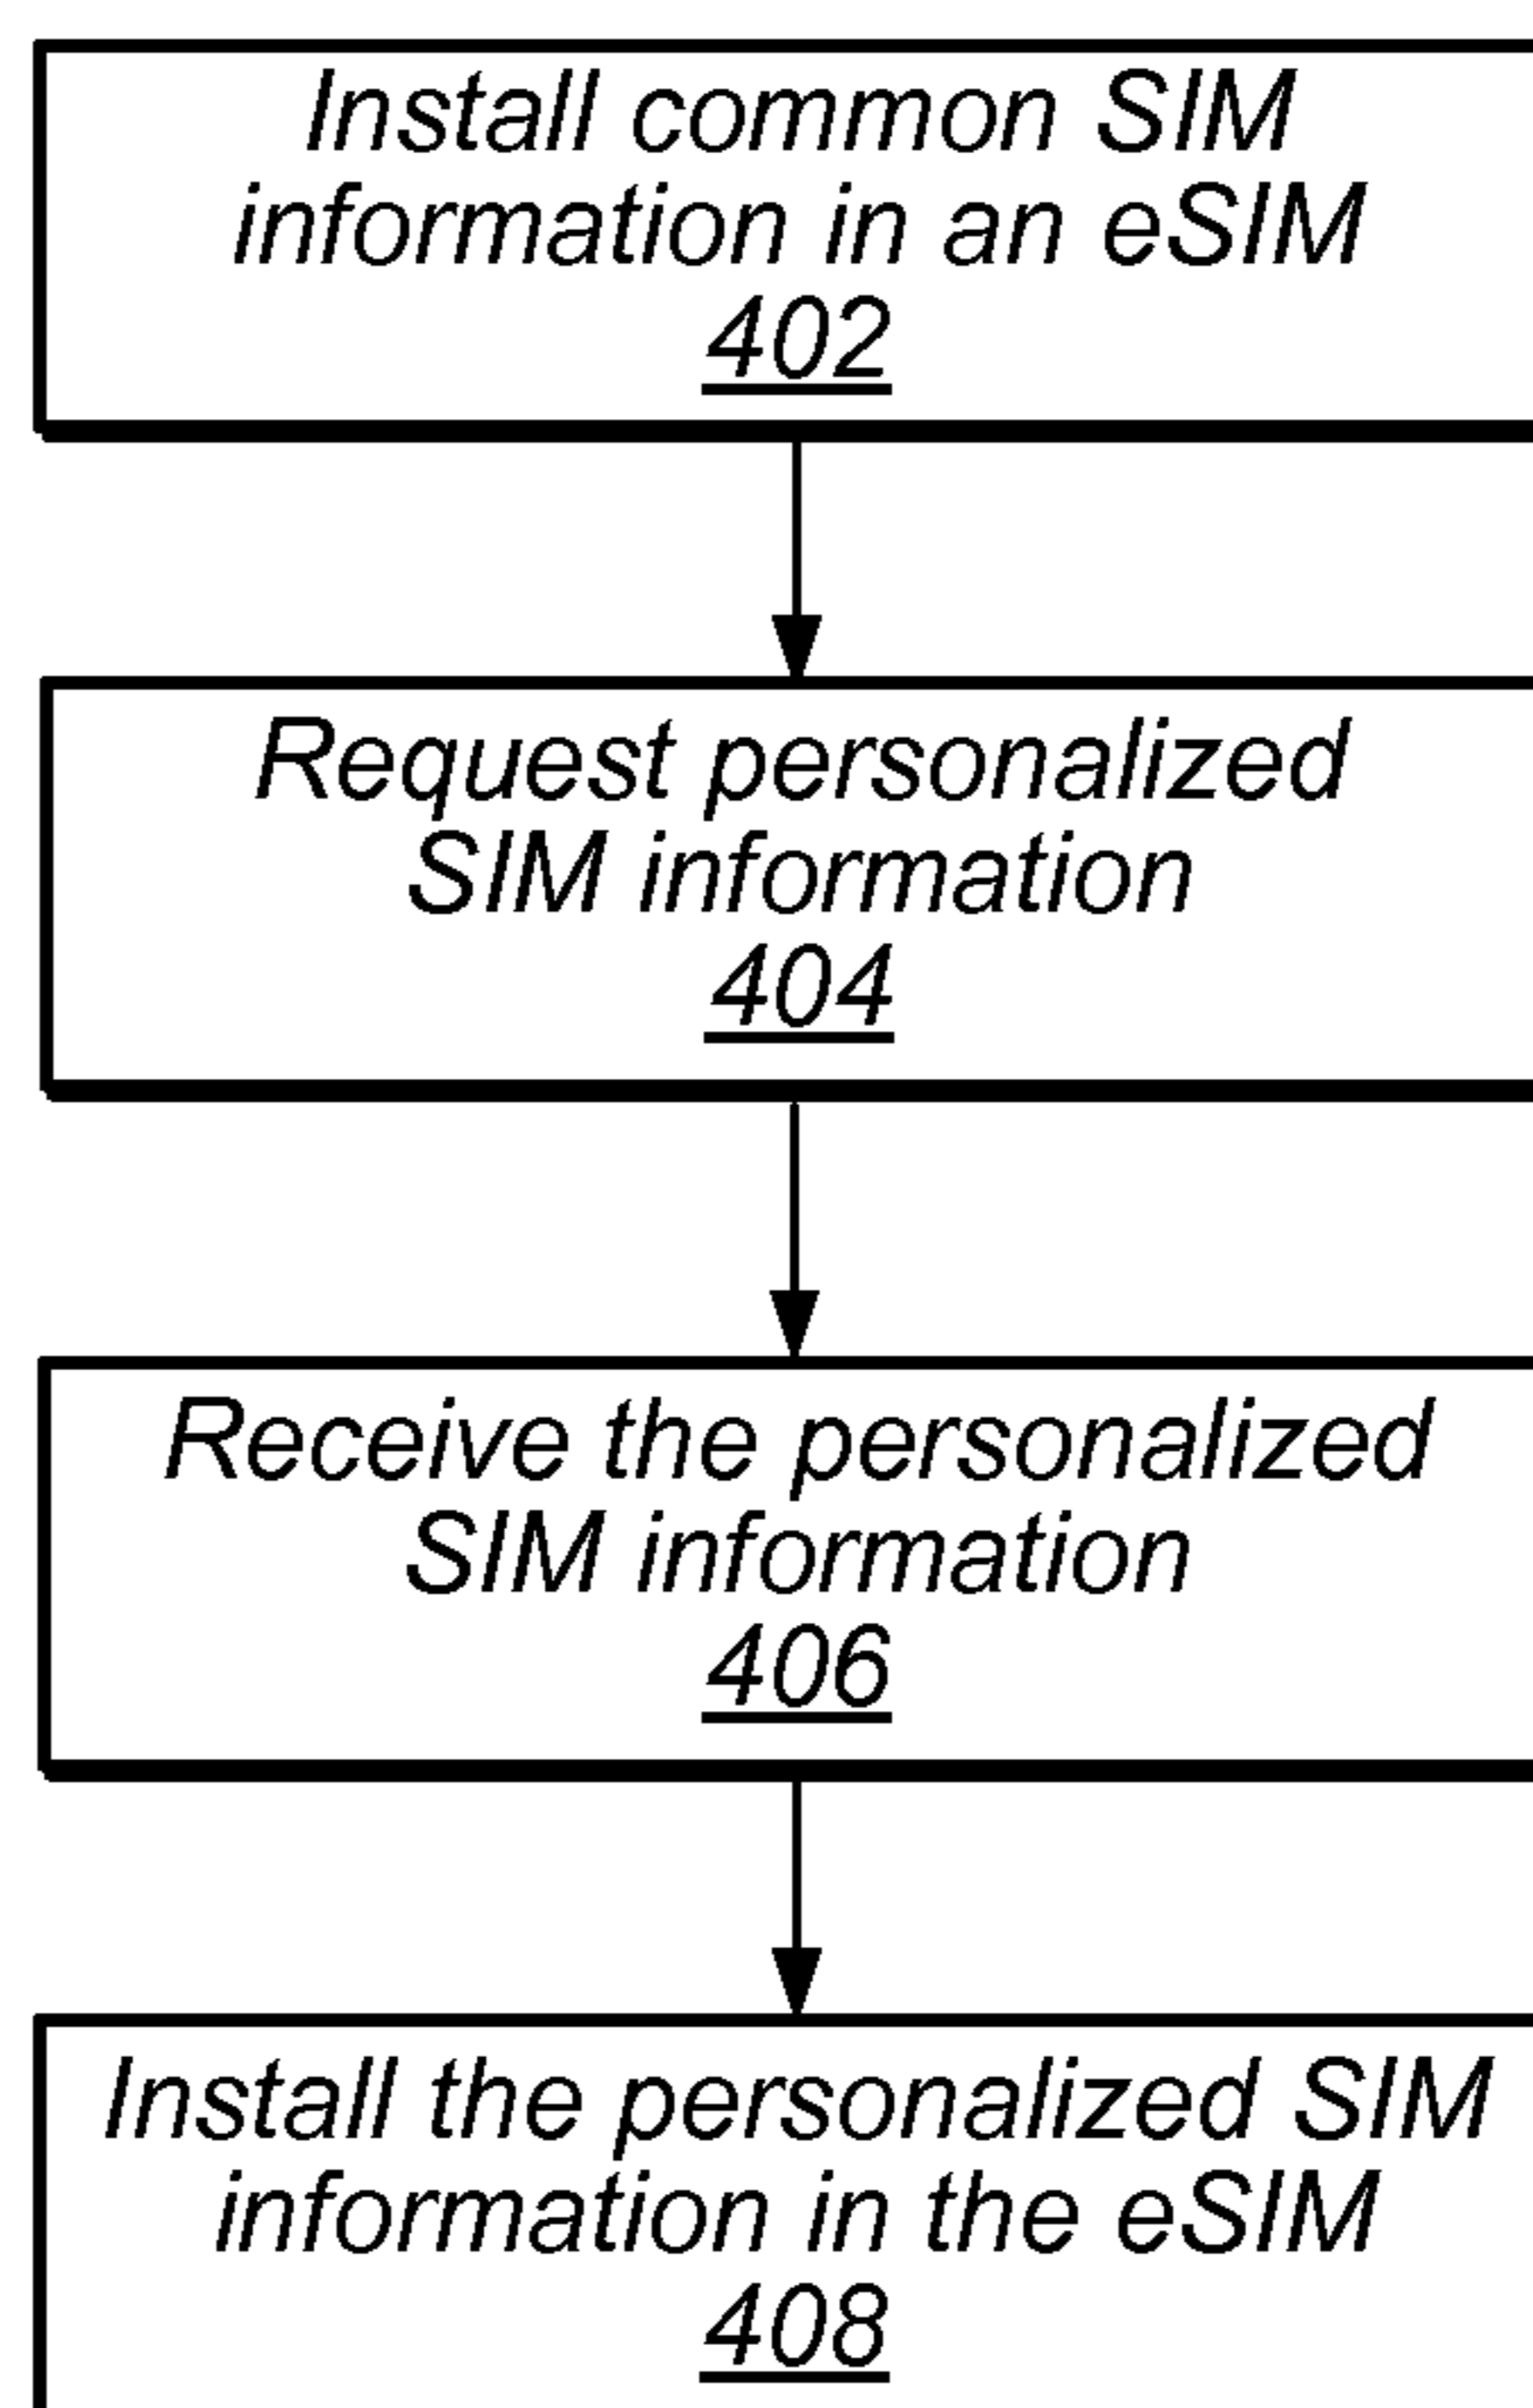 Install common SIM
information in an eSIM
402
Request personalized
SIM information
404
Receive the personalized
SIM information
406
Install the personalized SIM
information in the eSIM
408